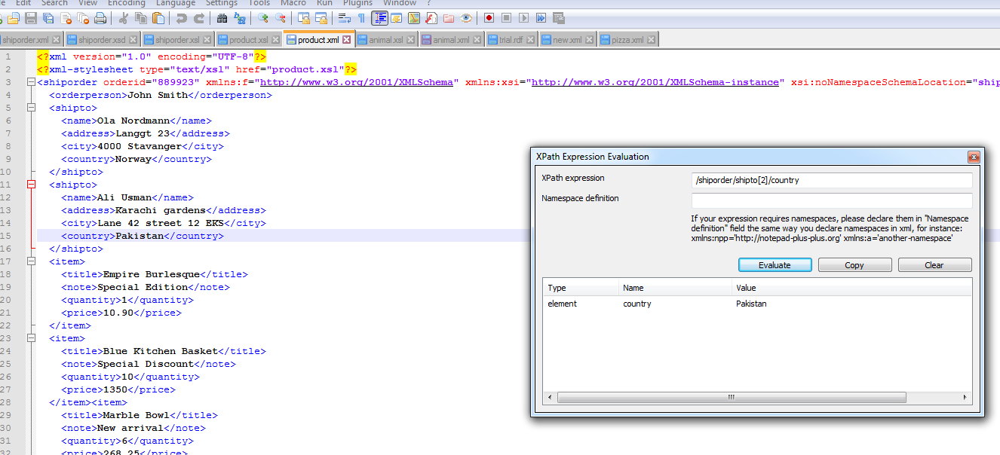 Edit Search View Encoding Language Settings Tools Macro Run Plugins Window ?
shiporder.xml shiporder.xsd shiporder.xsl product.xsl product.xml animal.xsl animal.xml trial.rdf new.xml pizza.xml
1 <?xml version="1.0" encoding="UTF-8"?>
2 <?xml-stylesheet type="text/xsl" href="product.xsl"?>
3 <shiporder orderid="889923" xmlns:f="http://www.w3.org/2001/XMLSchema" xmlns:xsi="http://www.w3.org/2001/XMLSchema-instance" xsi:noNamespaceSchemaLocation="ship
4 <orderperson>John Smith</orderperson>
5 <shipto>
6 <name>Ola Nordmann</name>
7 <address>Langgt 23</address>
8 <city>4000 Stavanger</city>
9 <country>Norway</country>
10 </shipto>
11 <shipto>
12 <name>Ali Usman</name>
13 <address>Karachi gardens</address>
14 <city>Lane 42 street 12 EKS</city>
15 <country>Pakistan</country>
16 </shipto>
17 <item>
18 <title>Empire Burlesque</title>
19 <note>Special Edition</note>
20 <quantity>1</quantity>
21 <price>10.90</price>
22 </item>
23 <item>
24 <title>Blue Kitchen Basket</title>
25 <note>Special Discount</note>
26 <quantity>10</quantity>
27 <price>1350</price>
28 </item><item>
29 <title>Marble Bowl</title>
30 <note>New arrival</note>
31 <quantity>6</quantity>
32 <price>268.25</price>
XPath Expression Evaluation
XPath expression /shiporder/shipto[2]/country
Namespace definition
If your expression requires namespaces, please declare them in "Namespace
definition" field the same way you declare namespaces in xml, for instance:
xmlns:npp='http://notepad-plus-plus.org' xmlns:a='another-namespace'
Evaluate Copy Clear
Type Name Value
element country Pakistan